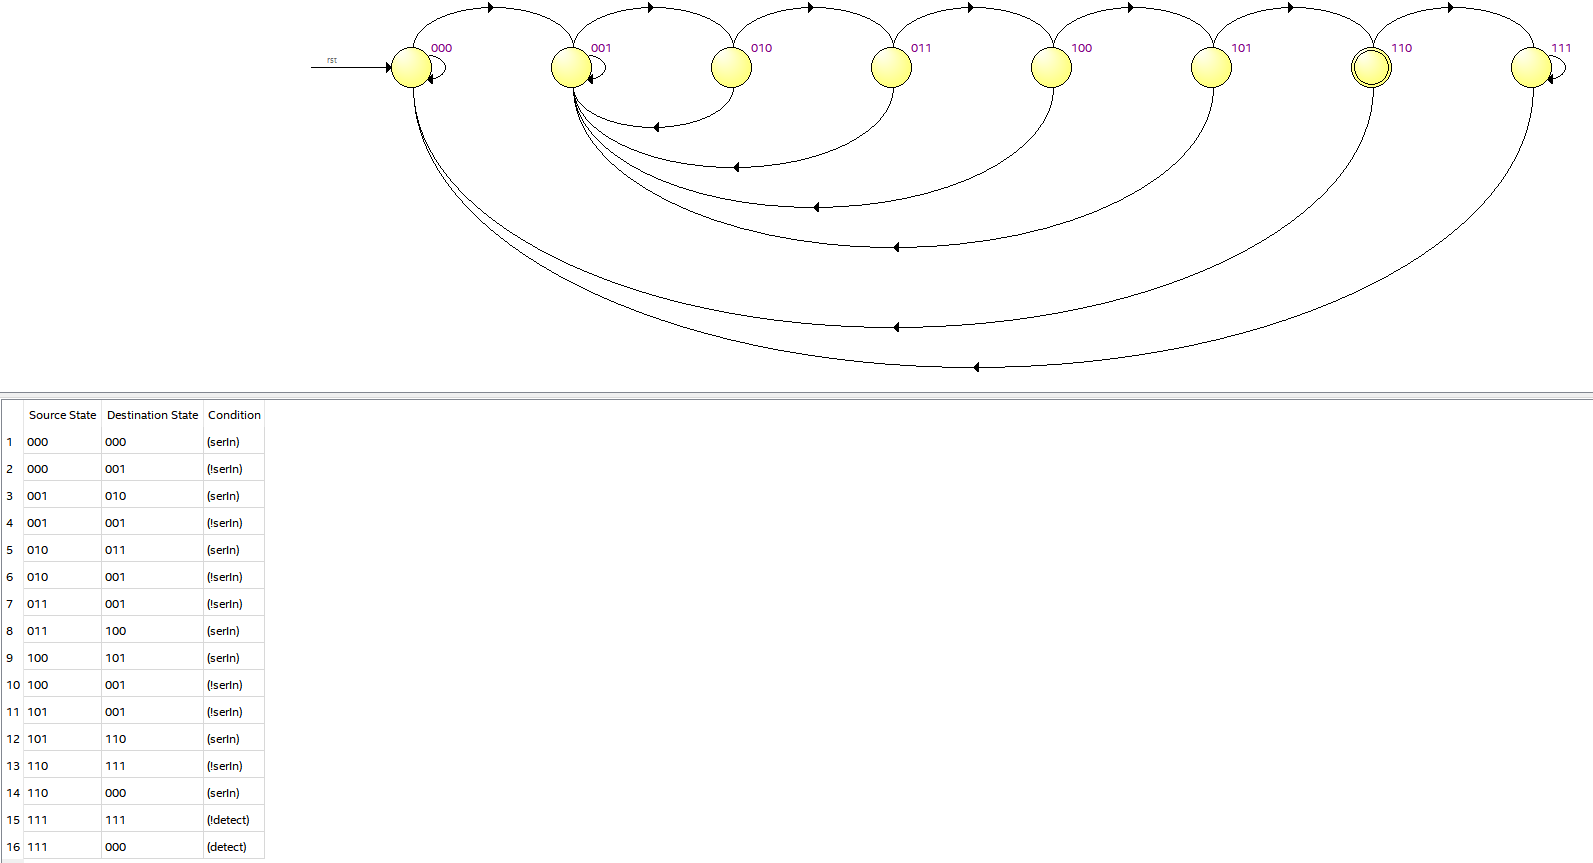 000 001 010 011 100 101 110 111
rst
Source State Destination State Condition
1 000 000 (serIn)
2 000 001 (!serIn)
3 001 010 (serIn)
4 001 001 (!serIn)
5 010 011 (serIn)
6 010 001 (!serIn)
7 011 001 (!serIn)
8 011 100 (serIn)
9 100 101 (serIn)
10 100 001 (!serIn)
11 101 001 (!serIn)
12 101 110 (serIn)
13 110 111 (!serIn)
14 110 000 (serIn)
15 111 111 (!detect)
16 111 000 (detect)